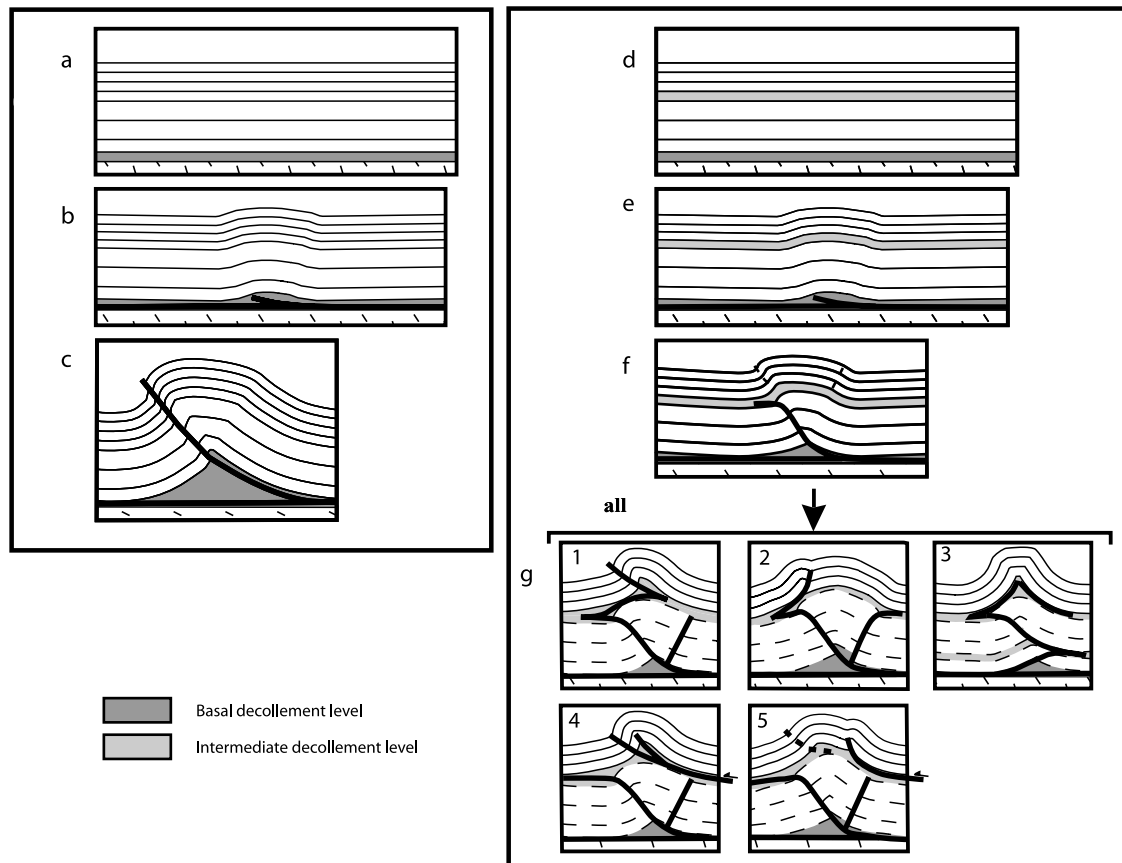 a
b
c
d
e
f
all
g
1
2
3
4
5
Basal decollement level
Intermediate decollement level